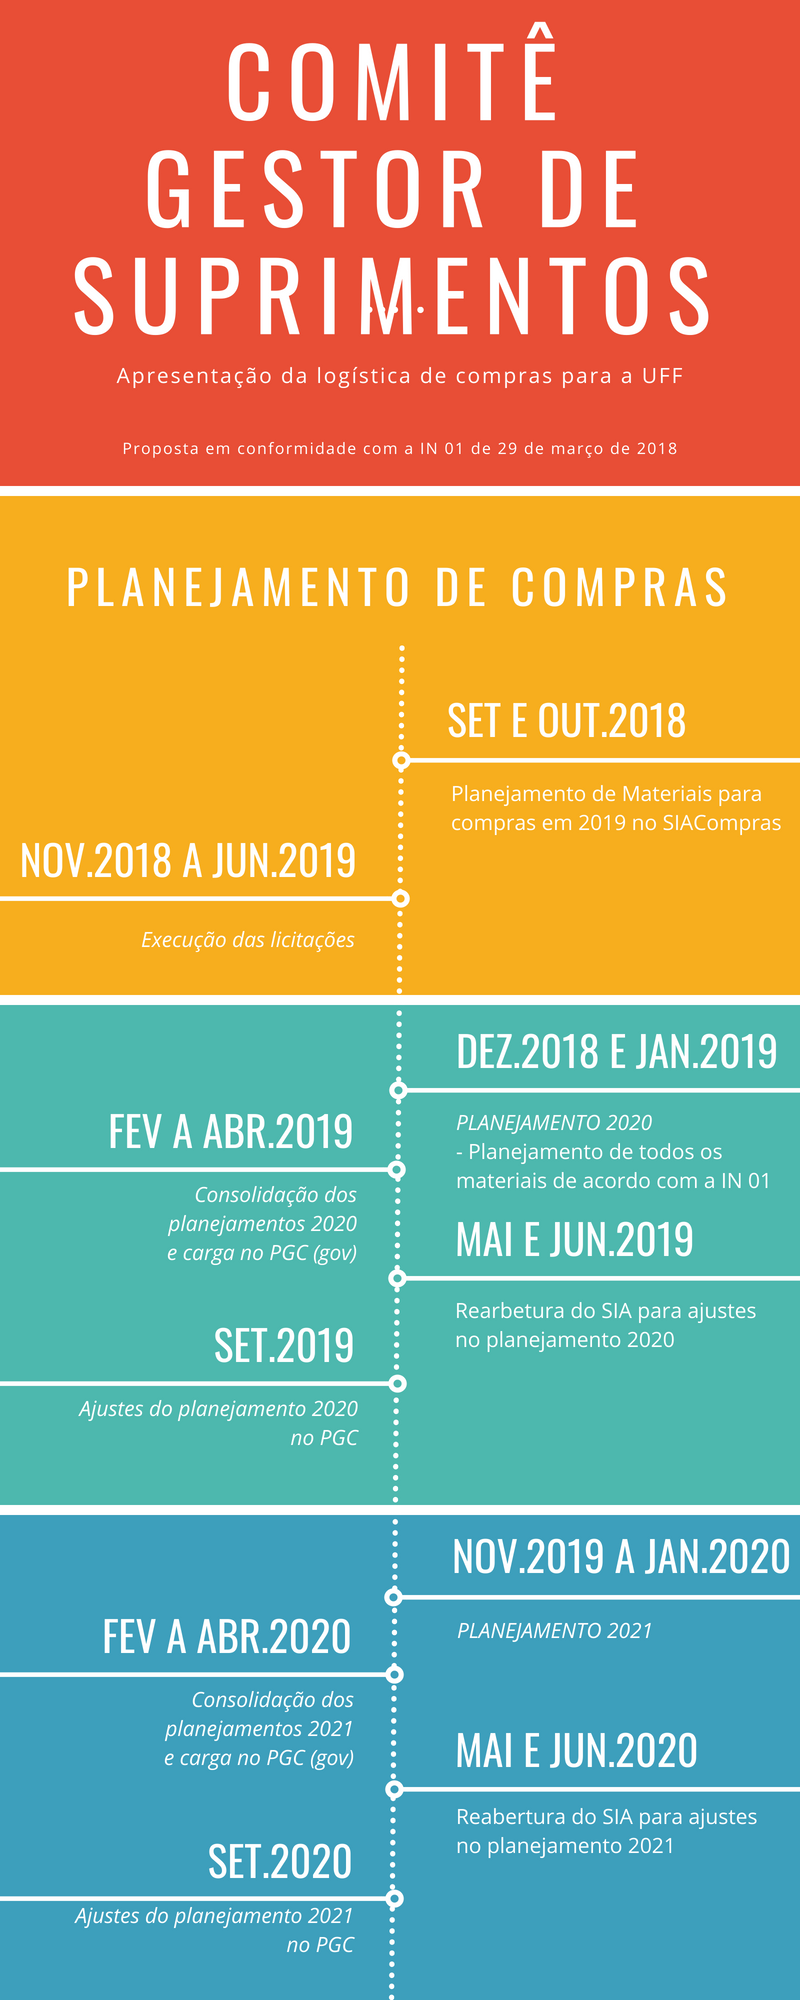 COMITÊ
GESTOR DE
SUPRIMENTOS
Apresentação da logística de compras para a UFF
Proposta em conformidade com a IN 01 de 29 de março de 2018
PLANEJAMENTO DE COMPRAS
SET E OUT.2018
Planejamento de Materiais para
compras em 2019 no SIACompras
NOV.2018 A JUN.2019
Execução das licitações
DEZ.2018 E JAN.2019
PLANEJAMENTO 2020
- Planejamento de todos os
materiais de acordo com a IN 01
FEV A ABR.2019
Consolidação dos
planejamentos 2020
e carga no PGC (gov)
MAI E JUN.2019
Rearbetura do SIA para ajustes
no planejamento 2020
SET.2019
Ajustes do planejamento 2020
no PGC
NOV.2019 A JAN.2020
PLANEJAMENTO 2021
FEV A ABR.2020
Consolidação dos
planejamentos 2021
e carga no PGC (gov)
MAI E JUN.2020
Reabertura do SIA para ajustes
no planejamento 2021
SET.2020
Ajustes do planejamento 2021
no PGC